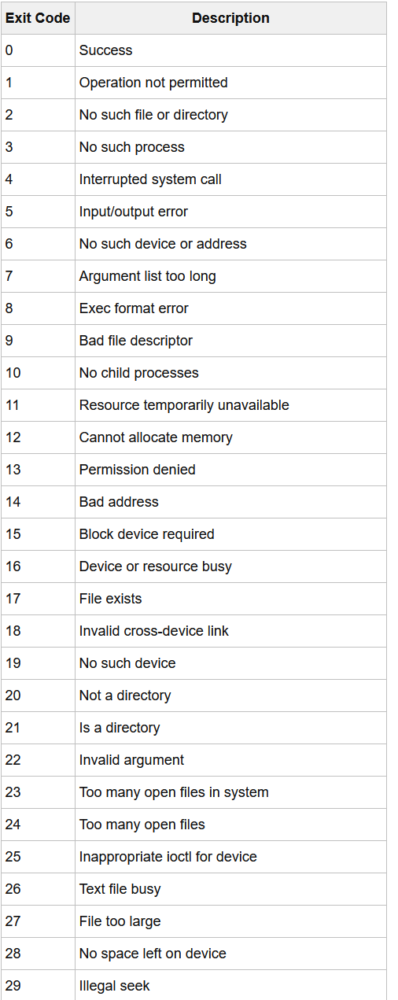 Exit Code Description
0 Success
1 Operation not permitted
2 No such file or directory
3 No such process
4 Interrupted system call
5 Input/output error
6 No such device or address
7 Argument list too long
8 Exec format error
9 Bad file descriptor
10 No child processes
11 Resource temporarily unavailable
12 Cannot allocate memory
13 Permission denied
14 Bad address
15 Block device required
16 Device or resource busy
17 File exists
18 Invalid cross-device link
19 No such device
20 Not a directory
21 Is a directory
22 Invalid argument
23 Too many open files in system
24 Too many open files
25 Inappropriate ioctl for device
26 Text file busy
27 File too large
28 No space left on device
29 Illegal seek